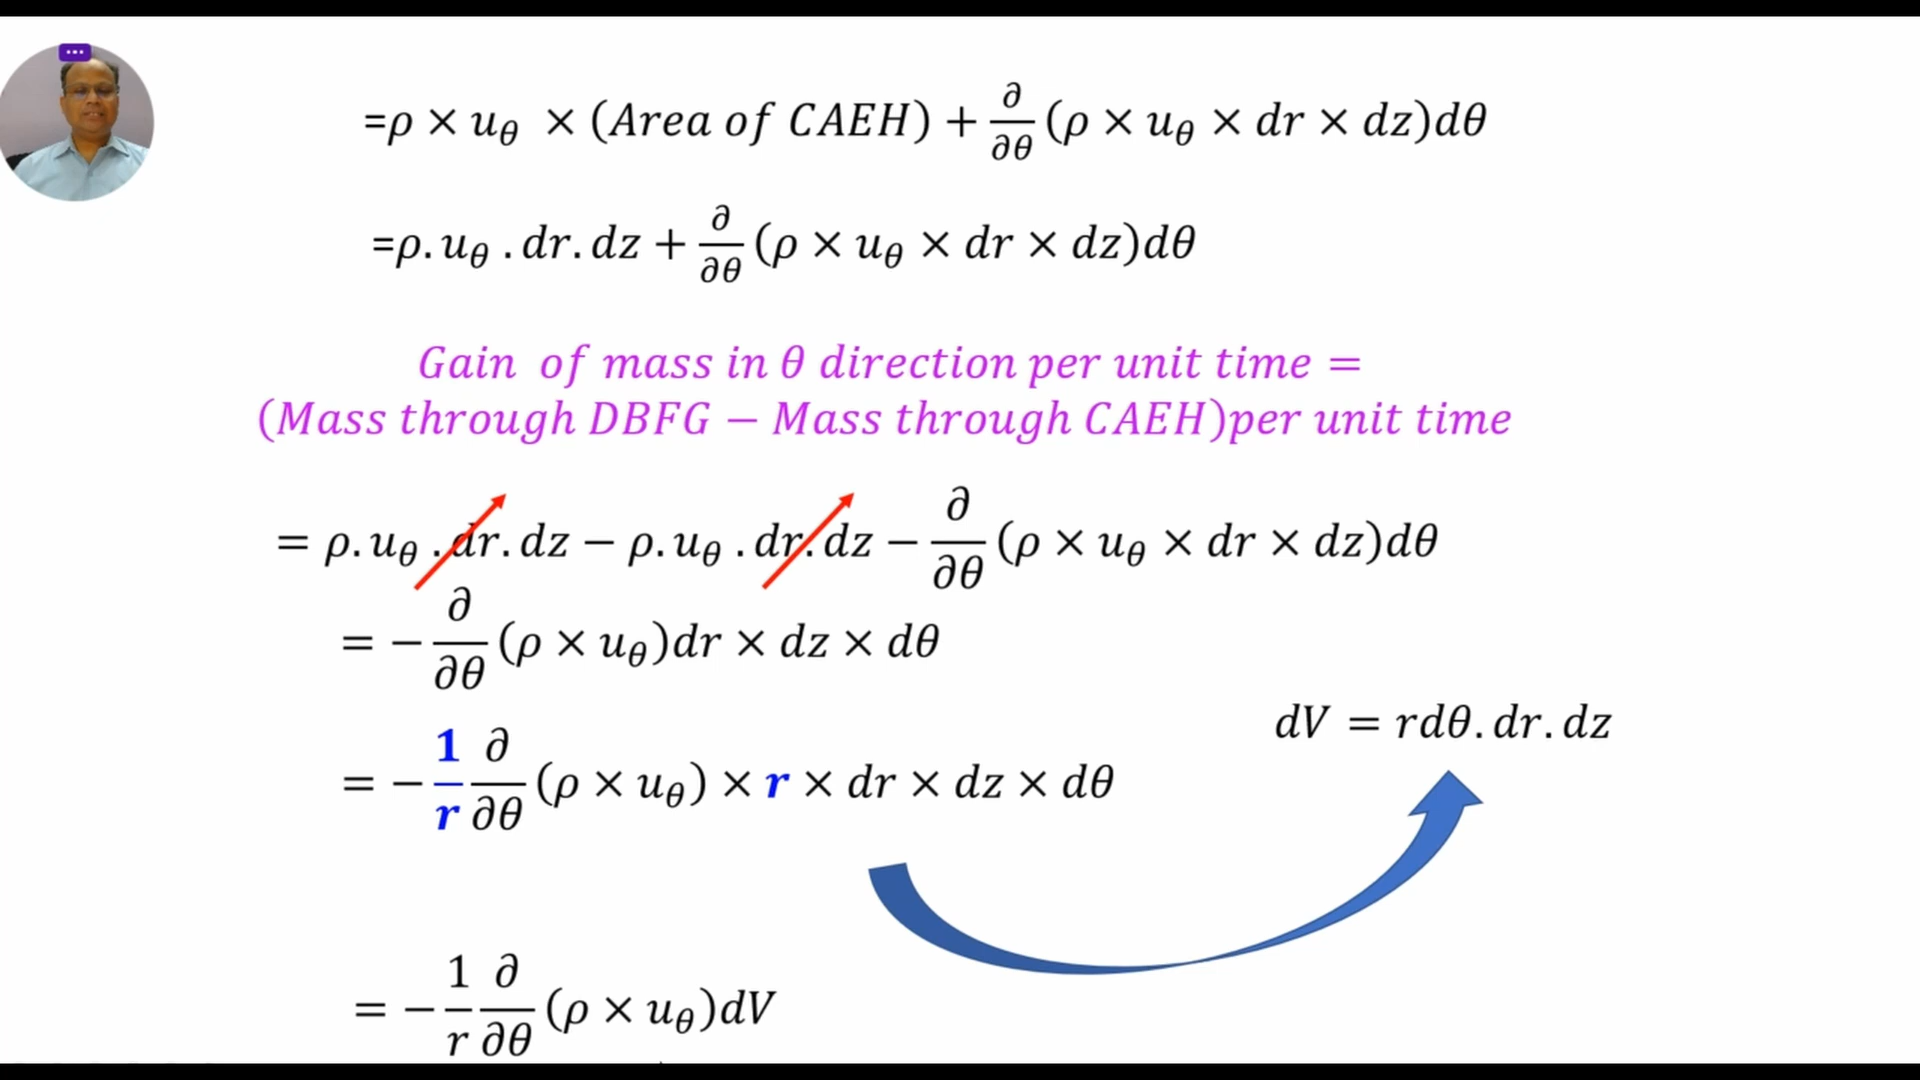 =ρ × u_θ × (Area of CAEH) + ∂/∂θ (ρ × u_θ × dr × dz)dθ
=ρ. u_θ . dr. dz + ∂/∂θ (ρ × u_θ × dr × dz)dθ
Gain of mass in θ direction per unit time =
(Mass through DBFG − Mass through CAEH)per unit time
= ρ. u_θ . dr. dz − ρ. u_θ . dr. dz − ∂/∂θ (ρ × u_θ × dr × dz)dθ
= − ∂/∂θ (ρ × u_θ)dr × dz × dθ
dV = rdθ. dr. dz
= − 1/r ∂/∂θ (ρ × u_θ) × r × dr × dz × dθ
= − 1/r ∂/∂θ (ρ × u_θ)dV